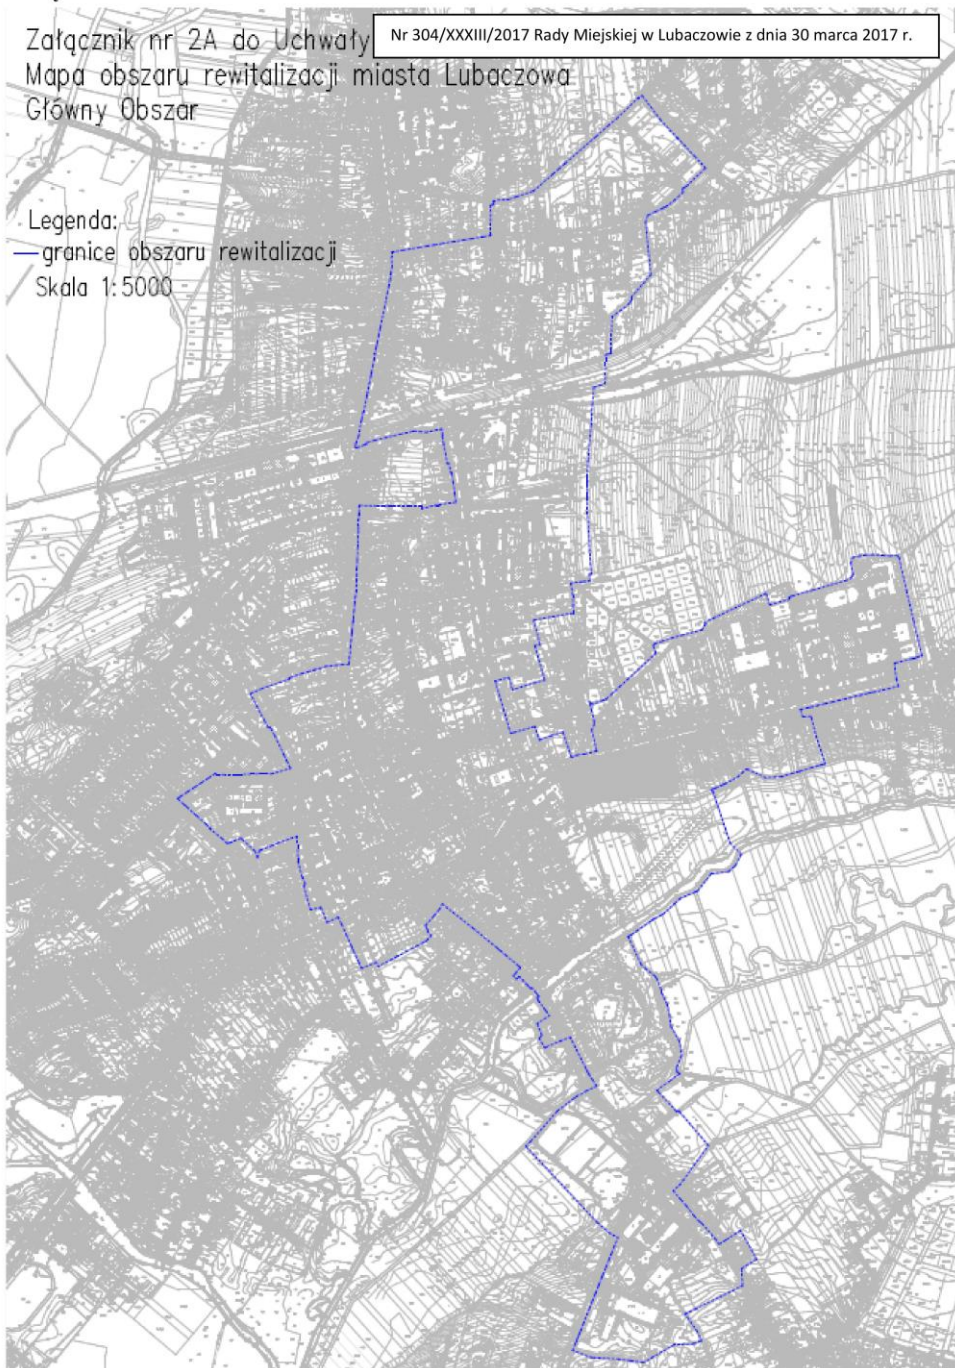 Załącznik nr 2A do Uchwały Nr 304/XXXIII/2017 Rady Miejskiej w Lubaczowie z dnia 30 marca 2017 r.
Mapa obszaru rewitalizacji miasta Lubaczowa
Główny Obszar
Legenda:
granice obszaru rewitalizacji
Skala 1:5000